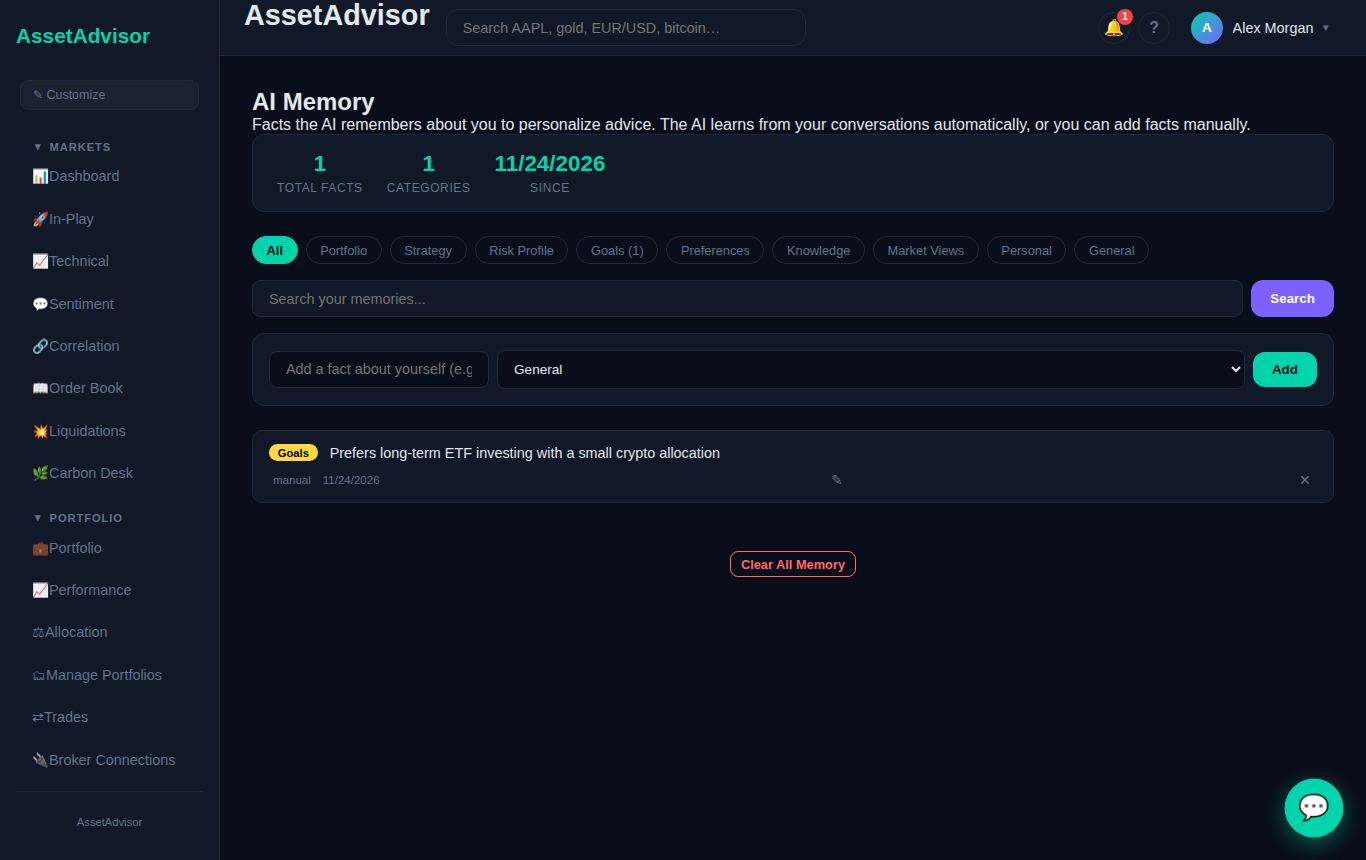 AssetAdvisor
✎ Customize
▼ MARKETS
Dashboard
In-Play
Technical
Sentiment
Correlation
Order Book
Liquidations
Carbon Desk
▼ PORTFOLIO
Portfolio
Performance
Allocation
Manage Portfolios
Trades
Broker Connections
AssetAdvisor
AssetAdvisor
Search AAPL, gold, EUR/USD, bitcoin…
1
?
A
Alex Morgan ▾
AI Memory
Facts the AI remembers about you to personalize advice. The AI learns from your conversations automatically, or you can add facts manually.
1 1 11/24/2026
TOTAL FACTS CATEGORIES SINCE
All Portfolio Strategy Risk Profile Goals (1) Preferences Knowledge Market Views Personal General
Search your memories... Search
Add a fact about yourself (e.g General Add
Goals Prefers long-term ETF investing with a small crypto allocation
manual 11/24/2026 ✎ ✕
Clear All Memory